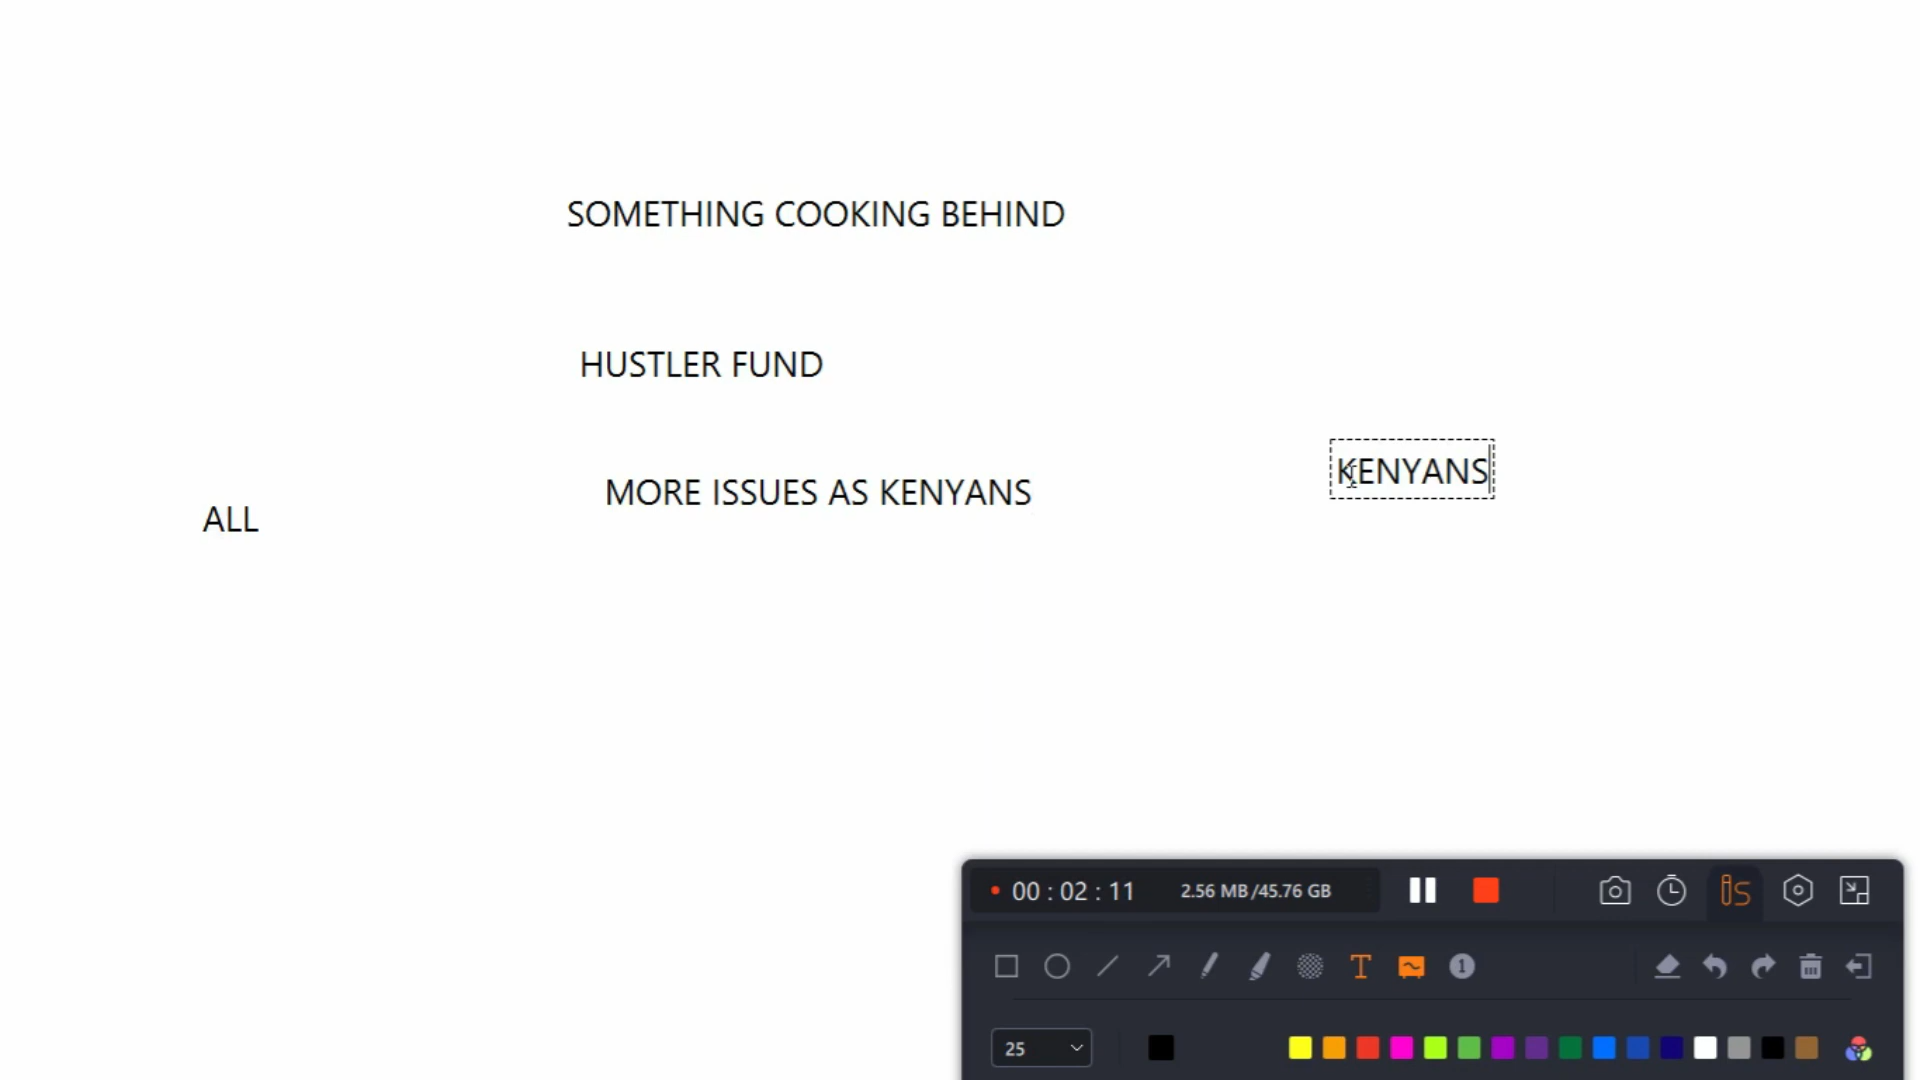 SOMETHING COOKING BEHIND
HUSTLER FUND
KENYANS
MORE ISSUES AS KENYANS
ALL
00 : 02 : 11 2.56 MB /45.76 GB
T
1
25